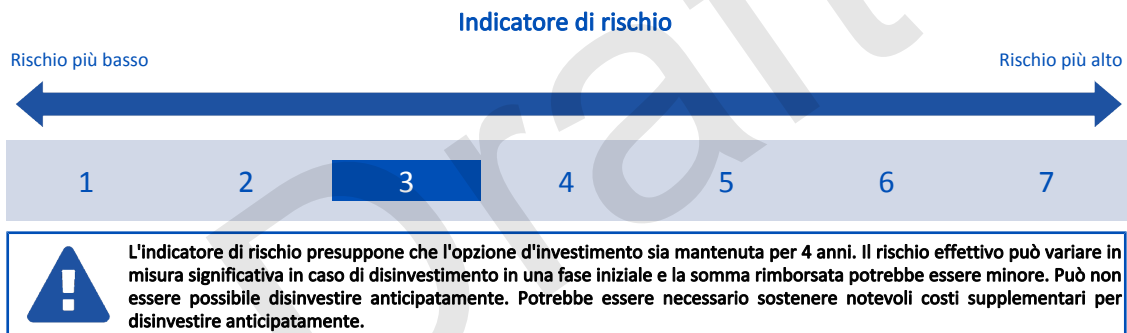 Indicatore di rischio
Rischio più basso
Rischio più alto
1 2 3 4 5 6 7
L'indicatore di rischio presuppone che l'opzione d'investimento sia mantenuta per 4 anni. Il rischio effettivo può variare in
misura significativa in caso di disinvestimento in una fase iniziale e la somma rimborsata potrebbe essere minore. Può non
essere possibile disinvestire anticipatamente. Potrebbe essere necessario sostenere notevoli costi supplementari per
disinvestire anticipatamente.
Draft